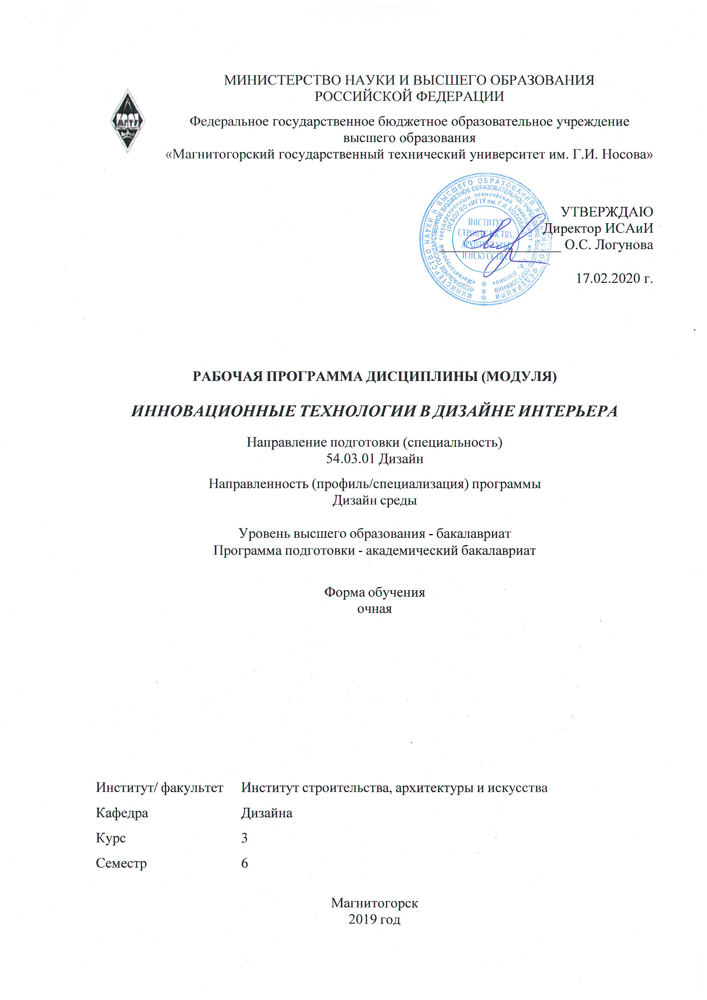 МИНИСТЕРСТВО НАУКИ И ВЫСШЕГО ОБРАЗОВАНИЯ
РОССИЙСКОЙ ФЕДЕРАЦИИ
МГТУ
Федеральное государственное бюджетное образовательное учреждение
высшего образования
«Магнитогорский государственный технический университет им. Г.И. Носова»
МИНИСТЕРСТВО НАУКИ И ВЫСШЕГО ОБРАЗОВАНИЯ РОССИЙСКОЙ ФЕДЕРАЦИИ
ФЕДЕРАЛЬНОЕ ГОСУДАРСТВЕННОЕ БЮДЖЕТНОЕ ОБРАЗОВАТЕЛЬНОЕ УЧРЕЖДЕНИЕ ВЫСШЕГО ОБРАЗОВАНИЯ
«Магнитогорский государственный технический университет им. Г.И. Носова»
(ФГБОУ ВО «МГТУ им. Г.И. НОСОВА»)
ИНСТИТУТ
СТРОИТЕЛЬСТВА,
АРХИТЕКТУРЫ
И ИСКУССТВА
УТВЕРЖДАЮ
Директор ИСАиИ
О.С. Логунова
17.02.2020 г.
РАБОЧАЯ ПРОГРАММА ДИСЦИПЛИНЫ (МОДУЛЯ)
ИННОВАЦИОННЫЕ ТЕХНОЛОГИИ В ДИЗАЙНЕ ИНТЕРЬЕРА
Направление подготовки (специальность)
54.03.01 Дизайн
Направленность (профиль/специализация) программы
Дизайн среды
Уровень высшего образования - бакалавриат
Программа подготовки - академический бакалавриат
Форма обучения
очная
Институт/ факультет Институт строительства, архитектуры и искусства
Кафедра Дизайна
Курс 3
Семестр 6
Магнитогорск
2019 год